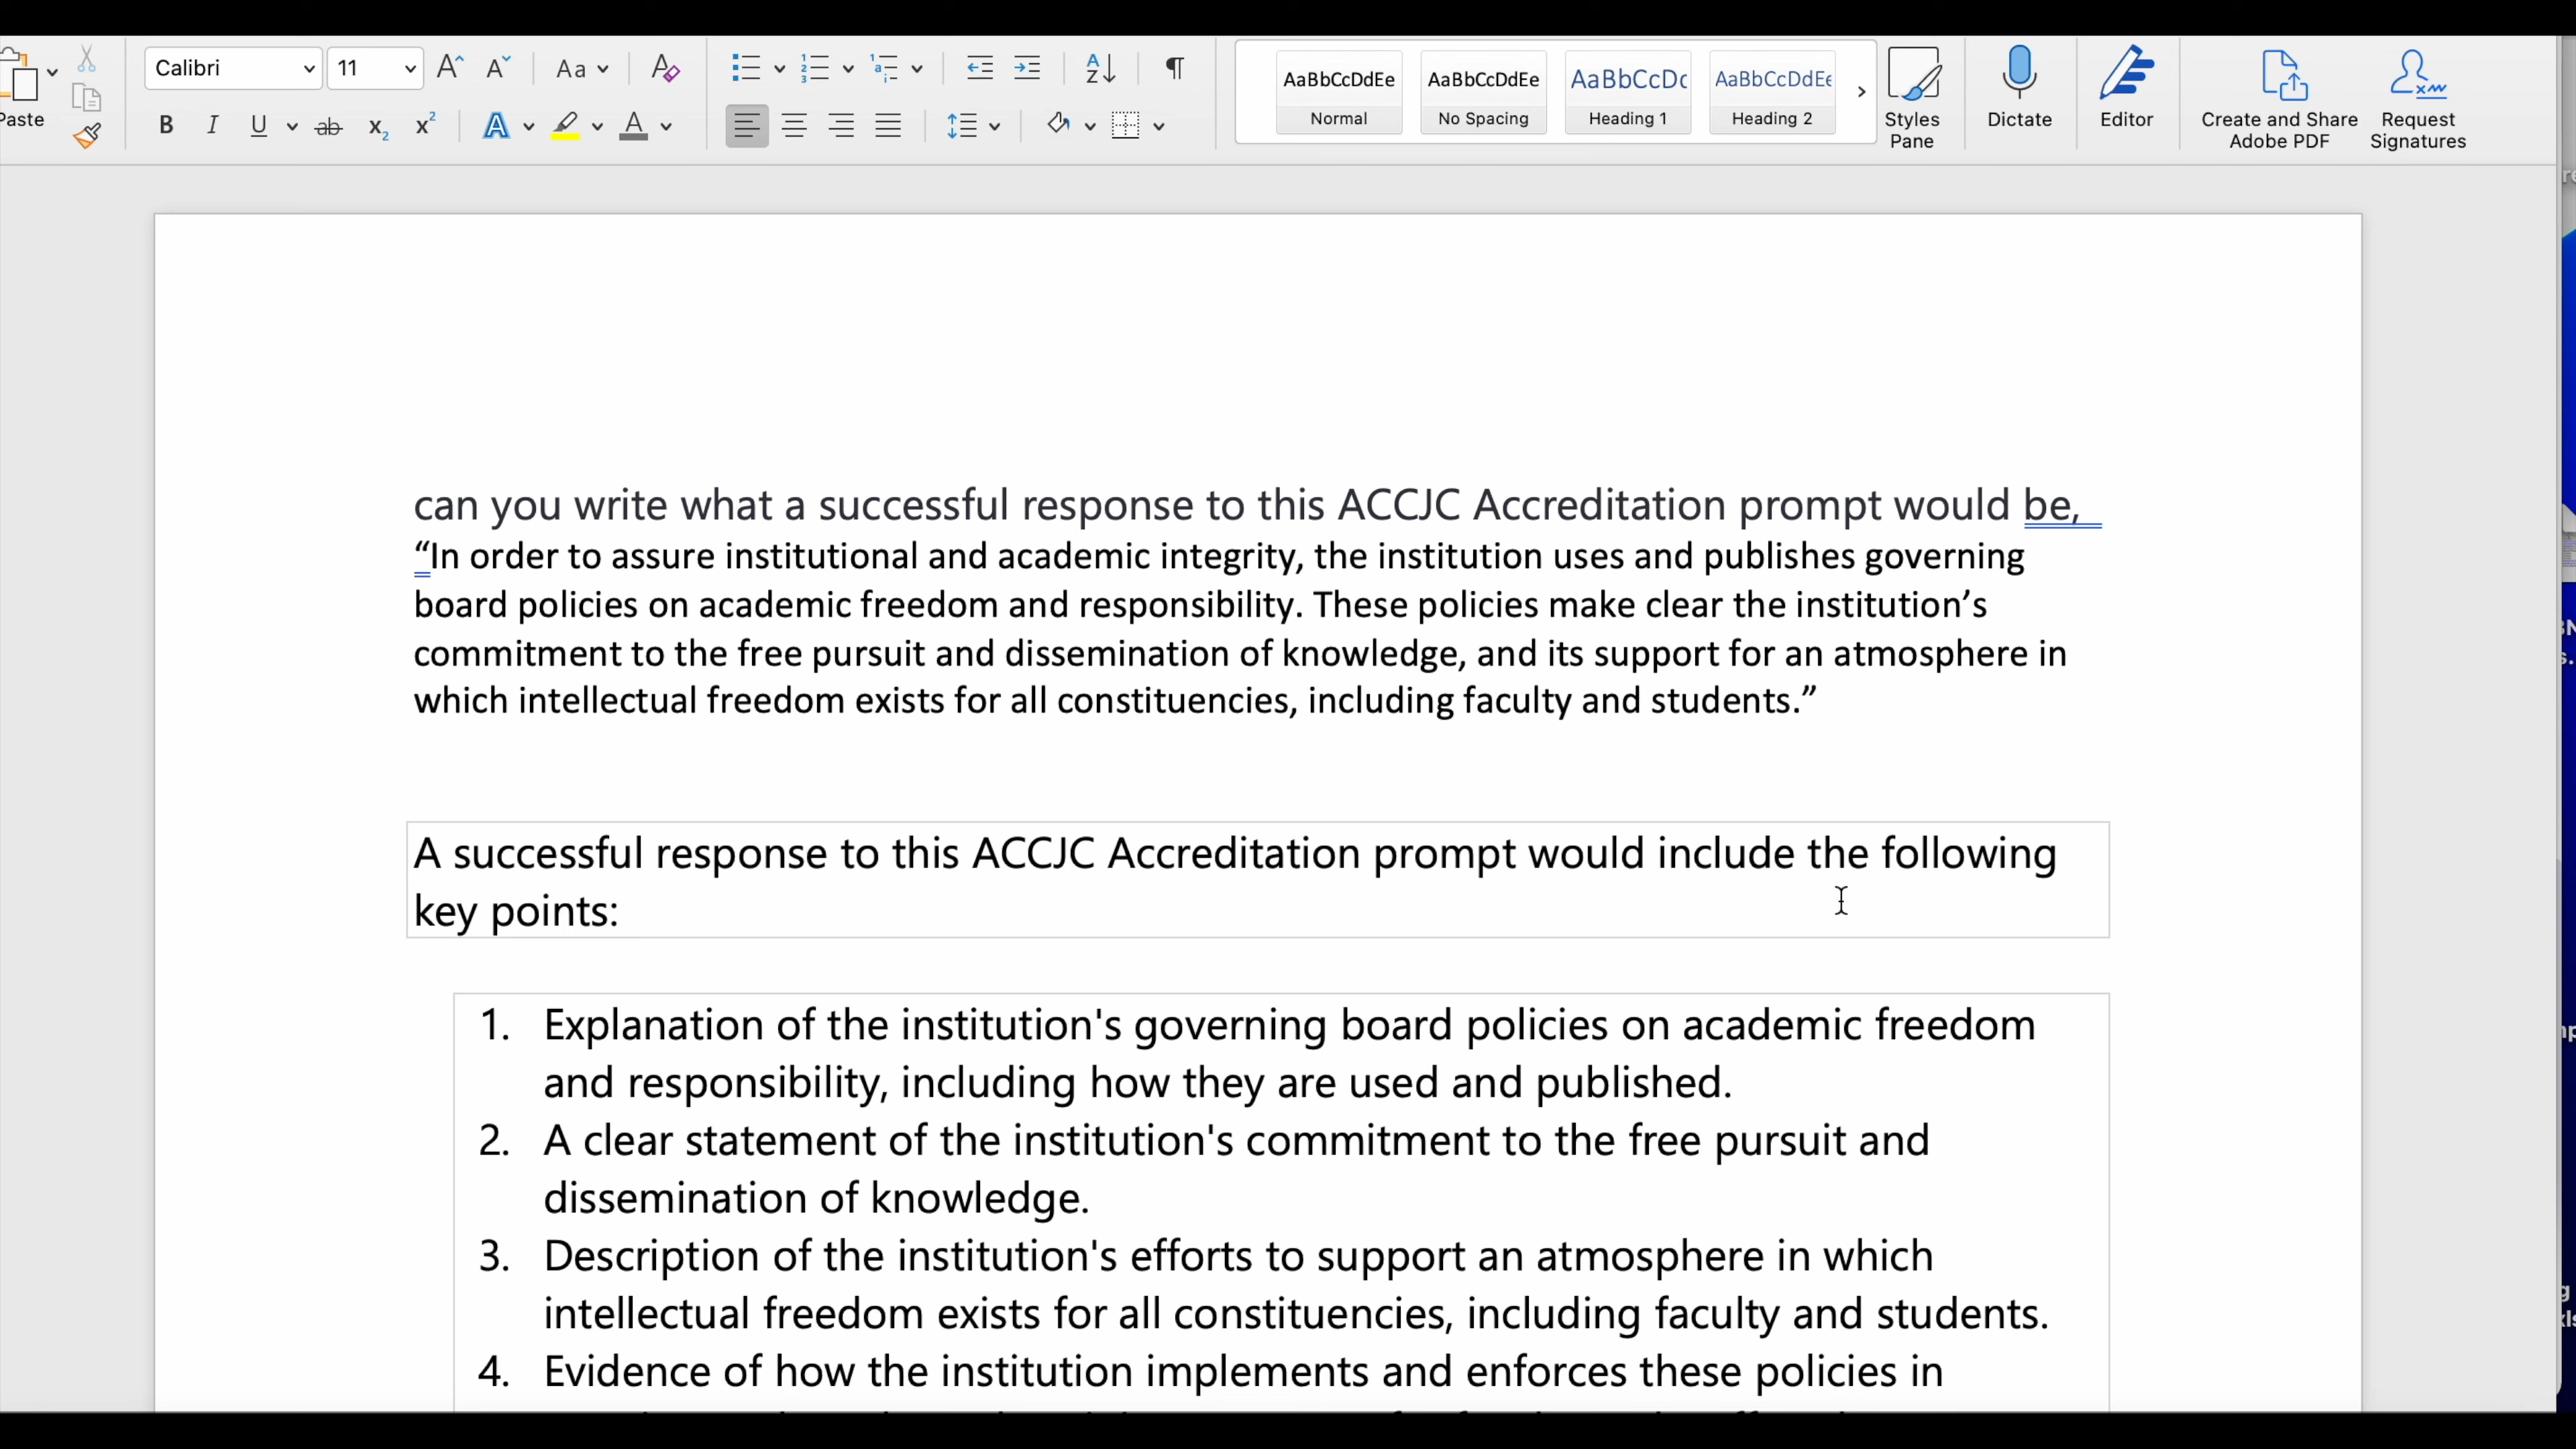 Calibri
11
Aa
Paste
B I U ab x2 x2 A A
AaBbCcDdEe
Normal
AaBbCcDdEe
No Spacing
AaBbCcDc
Heading 1
AaBbCcDdEe
Heading 2
Styles
Pane
Dictate
Editor
Create and Share
Adobe PDF
Request
Signatures
can you write what a successful response to this ACCJC Accreditation prompt would be,
“In order to assure institutional and academic integrity, the institution uses and publishes governing
board policies on academic freedom and responsibility. These policies make clear the institution’s
commitment to the free pursuit and dissemination of knowledge, and its support for an atmosphere in
which intellectual freedom exists for all constituencies, including faculty and students.”
A successful response to this ACCJC Accreditation prompt would include the following
key points:
1. Explanation of the institution's governing board policies on academic freedom
and responsibility, including how they are used and published.
2. A clear statement of the institution's commitment to the free pursuit and
dissemination of knowledge.
3. Description of the institution's efforts to support an atmosphere in which
intellectual freedom exists for all constituencies, including faculty and students.
4. Evidence of how the institution implements and enforces these policies in